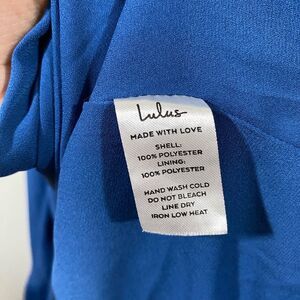 Lulus
MADE WITH LOVE
SHELL:
100% POLYESTER
LINING:
100% POLYESTER
HAND WASH COLD
DO NOT BLEACH
LINE DRY
IRON LOW HEAT